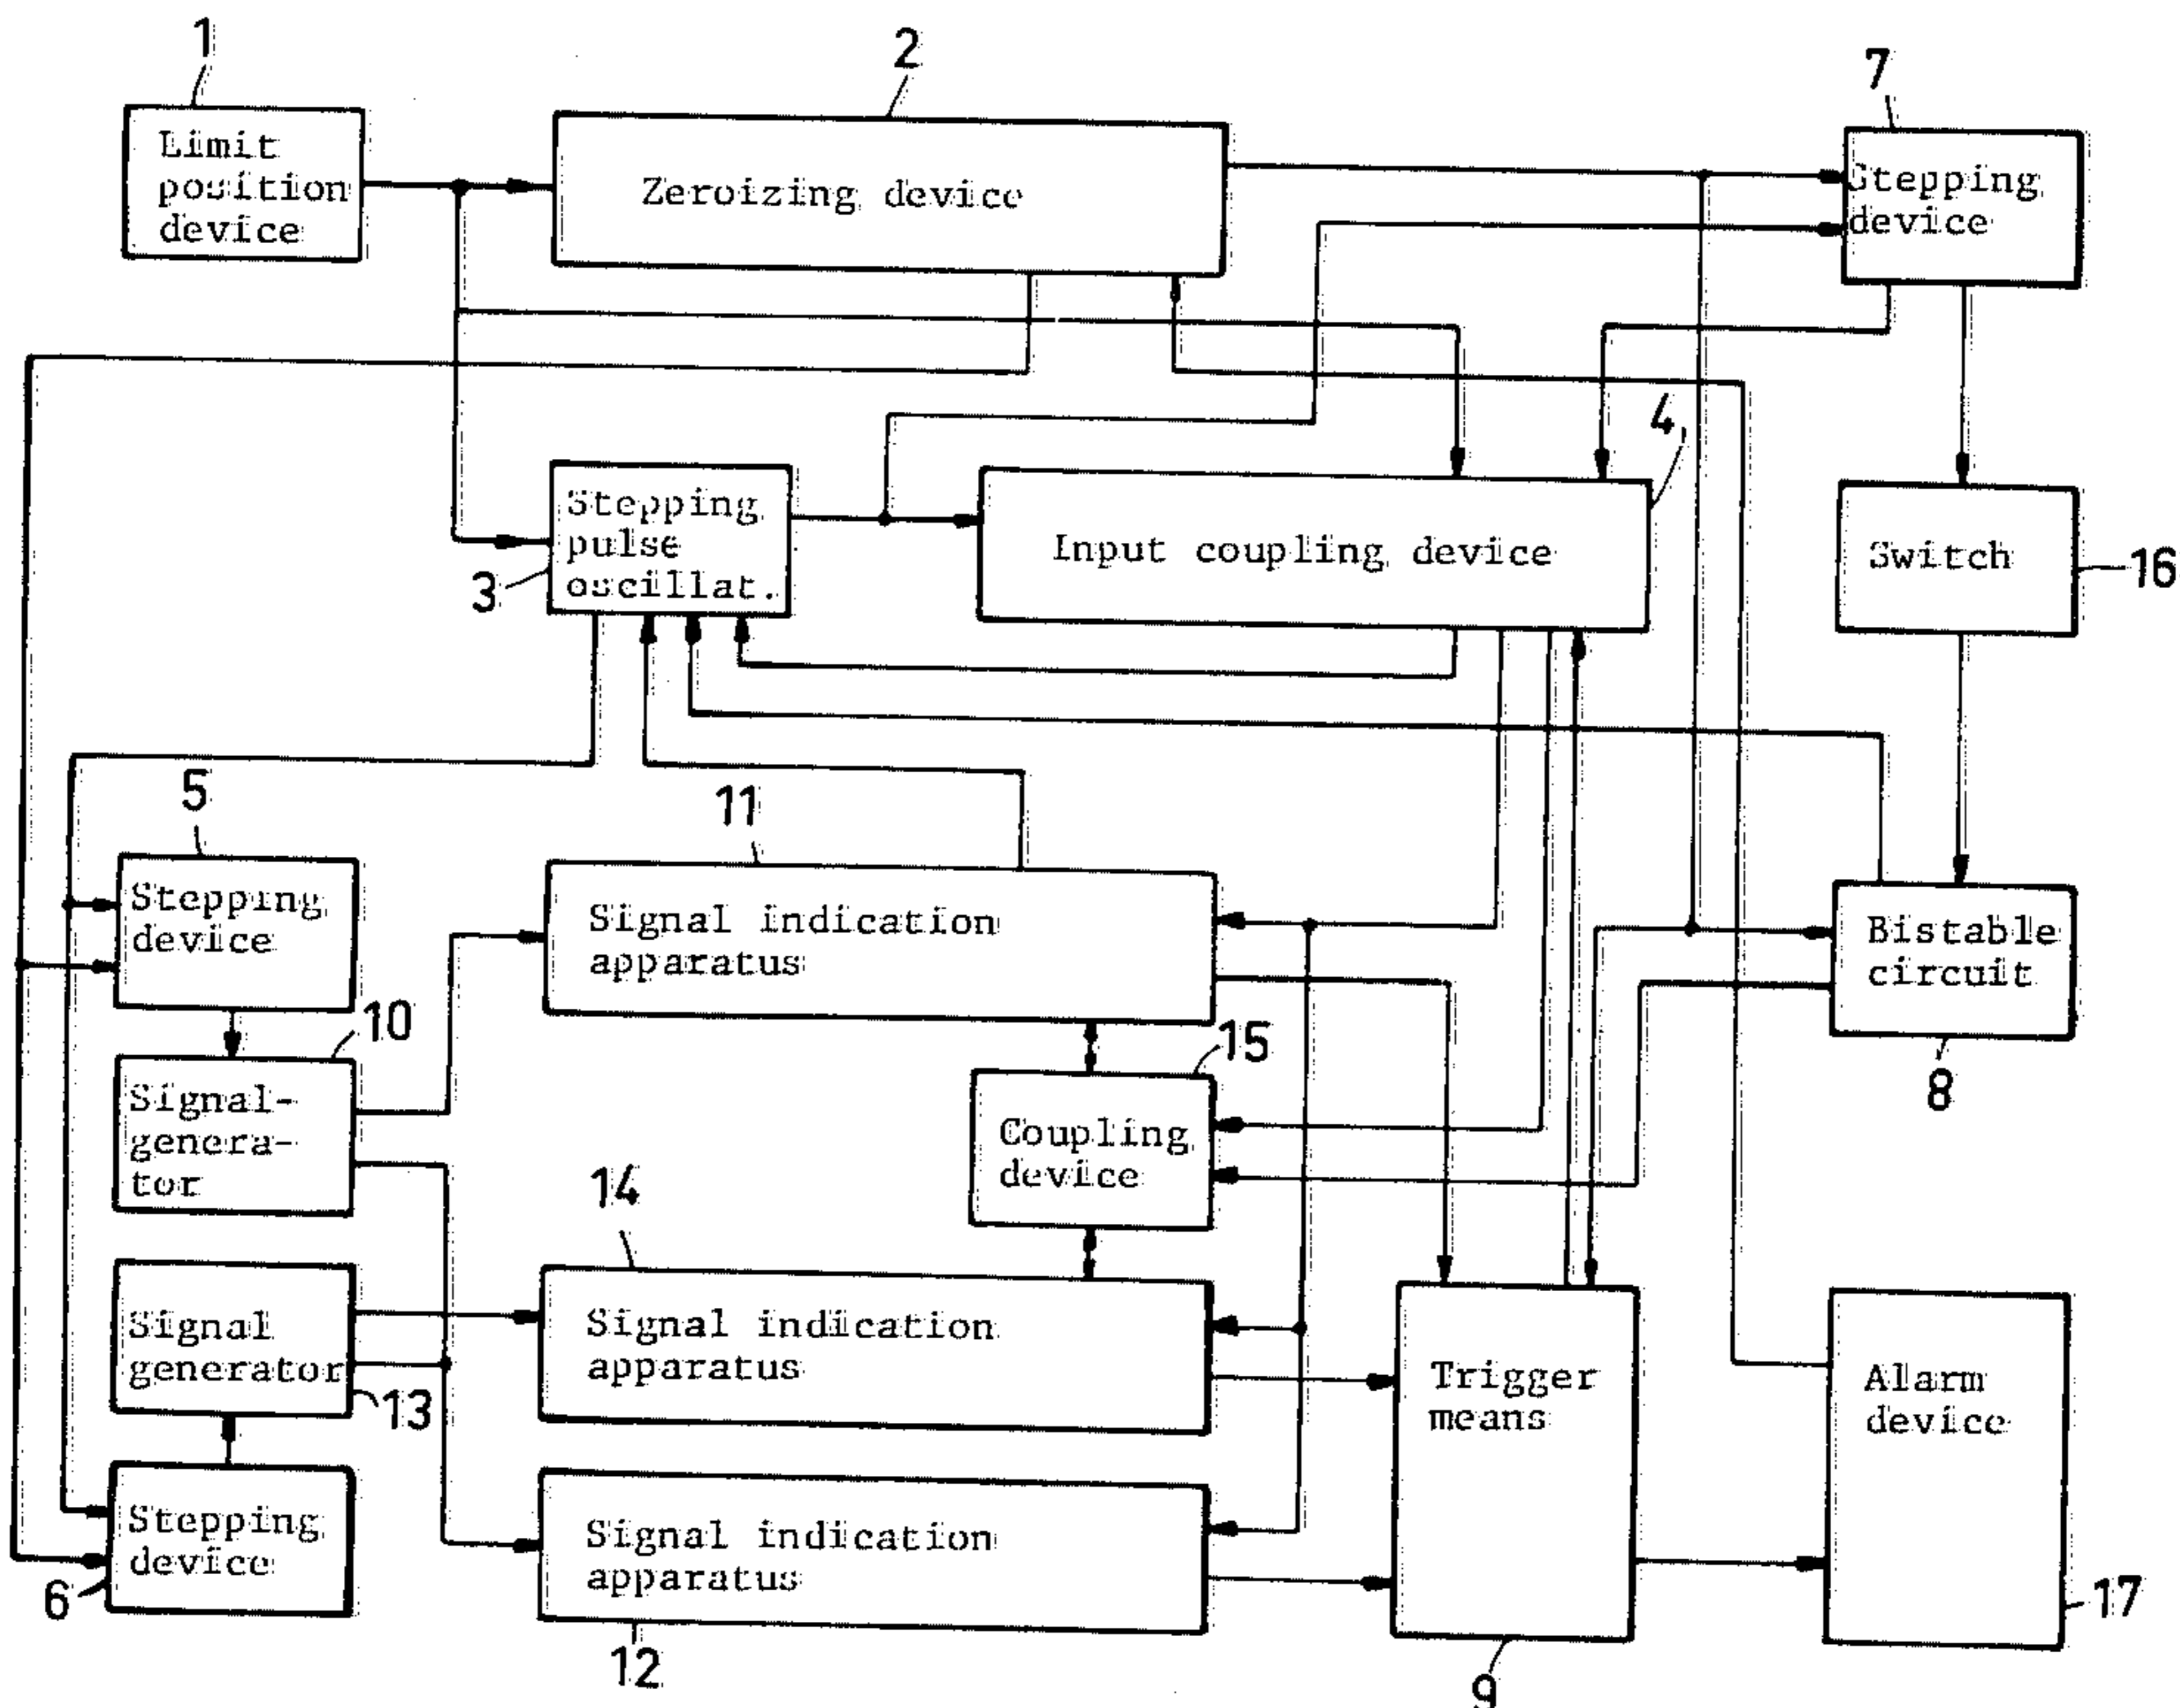 1
2
7
Limit
position
device
Zeroizing device
Stepping
device
4
Stepping
pulse
oscillat.
3
Input coupling device
Switch
16
5
11
Stepping
device
Signal indication
apparatus
Bistable
circuit
10
15
8
Signal-
genera-
tor
Coupling
device
14
Signal
generator
13
Signal indication
apparatus
Trigger
means
Alarm
device
Stepping
device
6
Signal indication
apparatus
12
9
17